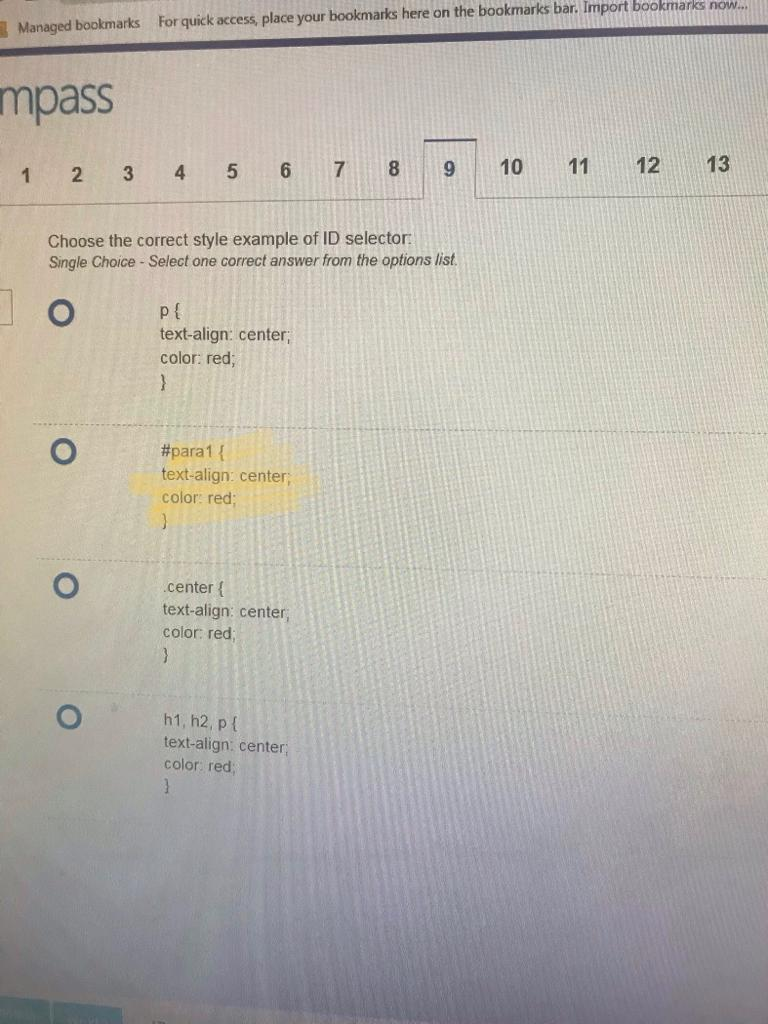 Managed bookmarks For quick access, place your bookmarks here on the bookmarks bar. Import bookmarks now...
mpass
1 2 3 4 5 6 7 8 9 10 11 12 13
Choose the correct style example of ID selector:
Single Choice - Select one correct answer from the options list.
p {
text-align: center;
color: red;
}
#para1 {
text-align: center;
color: red;
}
.center {
text-align: center;
color: red;
}
h1, h2, p {
text-align: center;
color: red;
}